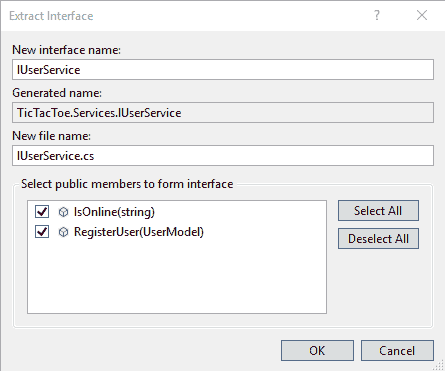 Extract Interface
New interface name:
IUserService
Generated name:
TicTacToe.Services.IUserService
New file name:
IUserService.cs
Select public members to form interface
IsOnline(string)
RegisterUser(UserModel)
Select All
Deselect All
OK
Cancel